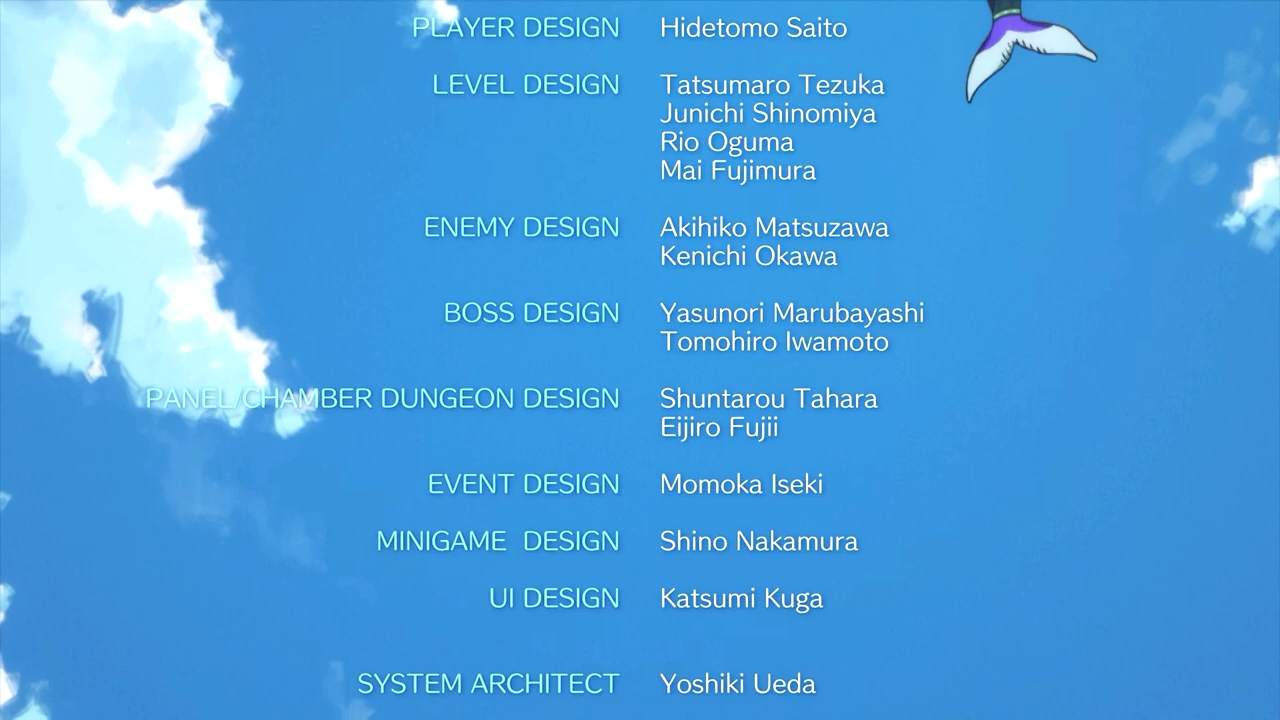 PLAYER DESIGN Hidetomo Saito
LEVEL DESIGN Tatsumaro Tezuka
Junichi Shinomiya
Rio Oguma
Mai Fujimura
ENEMY DESIGN Akihiko Matsuzawa
Kenichi Okawa
BOSS DESIGN Yasunori Marubayashi
Tomohiro Iwamoto
PANEL/CHAMBER DUNGEON DESIGN Shuntarou Tahara
Eijiro Fujii
EVENT DESIGN Momoka Iseki
MINIGAME DESIGN Shino Nakamura
UI DESIGN Katsumi Kuga
SYSTEM ARCHITECT Yoshiki Ueda